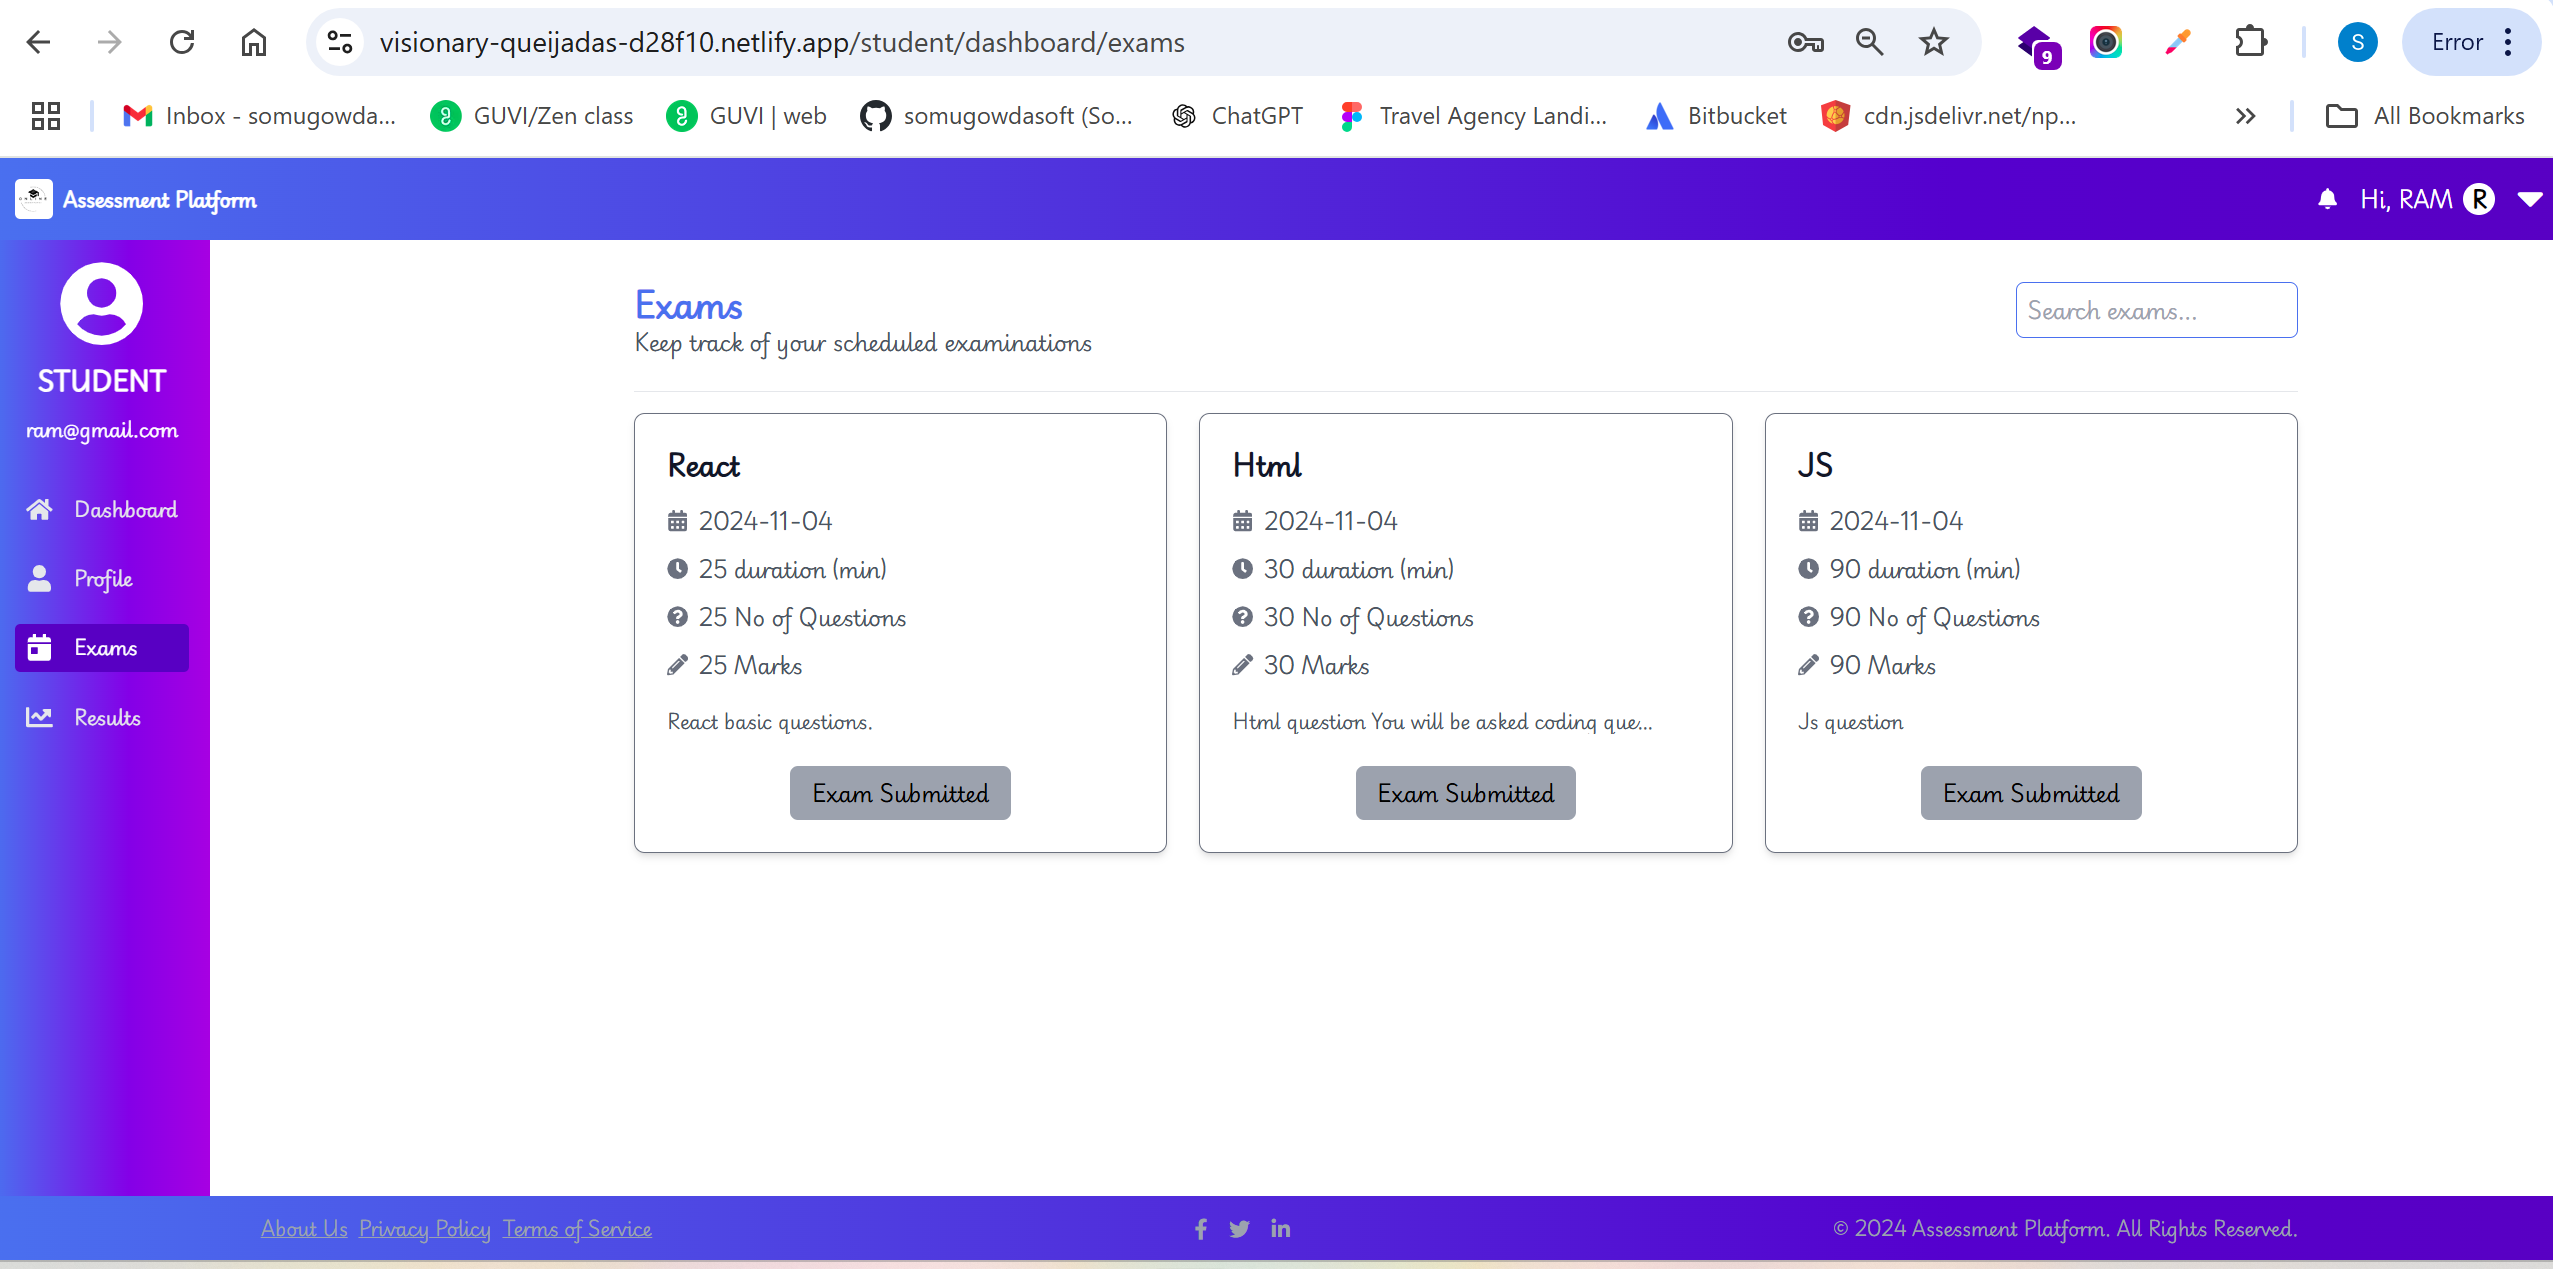 visionary-queijadas-d28f10.netlify.app/student/dashboard/exams
9
S
Error
Inbox - somugowda...
GUVI/Zen class
GUVI | web
somugowdasoft (So...
ChatGPT
Travel Agency Landi...
Bitbucket
cdn.jsdelivr.net/np...
All Bookmarks
Assessment Platform
Hi, RAM R
STUDENT
ram@gmail.com
Dashboard
Profile
Exams
Results
Exams
Keep track of your scheduled examinations
Search exams...
React
2024-11-04
25 duration (min)
25 No of Questions
25 Marks
React basic questions.
Exam Submitted
Html
2024-11-04
30 duration (min)
30 No of Questions
30 Marks
Html question You will be asked coding que...
Exam Submitted
JS
2024-11-04
90 duration (min)
90 No of Questions
90 Marks
Js question
Exam Submitted
About Us Privacy Policy Terms of Service
© 2024 Assessment Platform. All Rights Reserved.